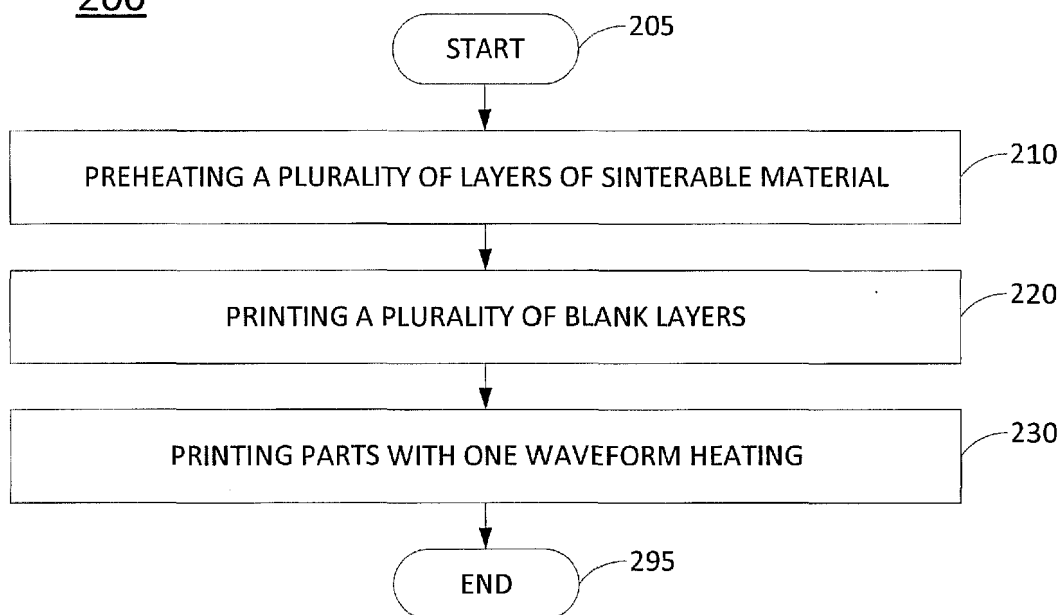 200
START
205
PREHEATING A PLURALITY OF LAYERS OF SINTERABLE MATERIAL
210
PRINTING A PLURALITY OF BLANK LAYERS
220
PRINTING PARTS WITH ONE WAVEFORM HEATING
230
END
295